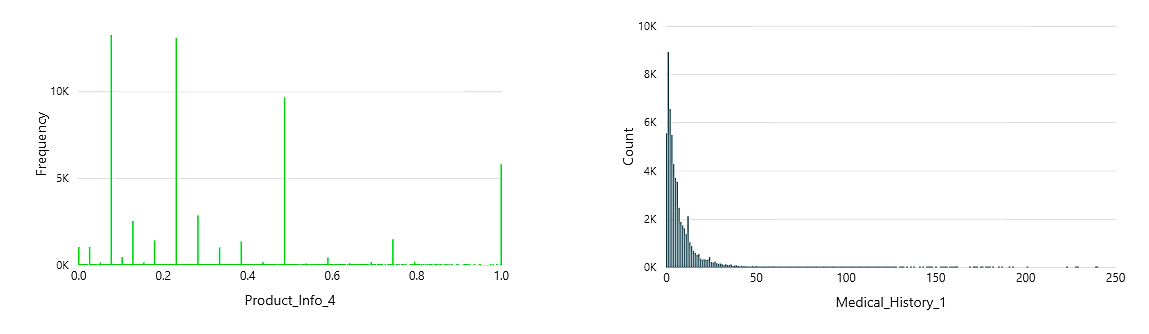 10K
5K
0K
Frequency
0.0 0.2 0.4 0.6 0.8 1.0
Product_Info_4
10K
8K
6K
4K
2K
0K
Count
0 50 100 150 200 250
Medical_History_1